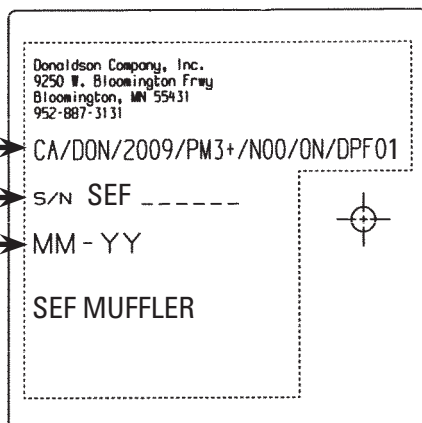 Donaldson Company, Inc.
9250 W. Bloomington Frwy
Bloomington, MN 55431
952-887-3131
CA/DON/2009/PM3+/N00/ON/DPF01
S/N SEF ______
MM - YY
SEF MUFFLER